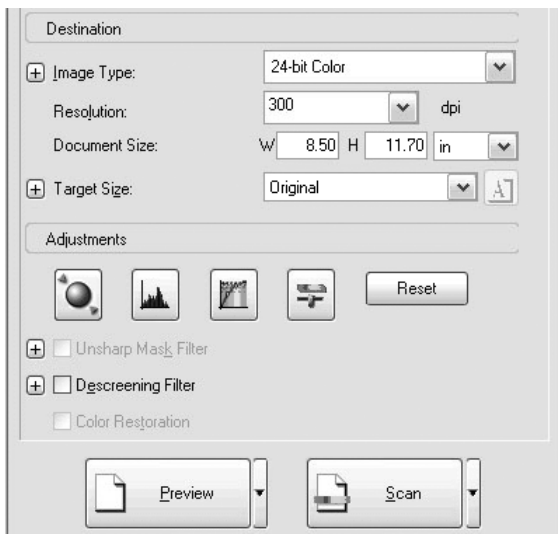 Destination
Image Type: 24-bit Color
Resolution: 300 dpi
Document Size: W 8.50 H 11.70 in
Target Size: Original A
Adjustments
Reset
Unsharp Mask Filter
Descreening Filter
Color Restoration
Preview Scan